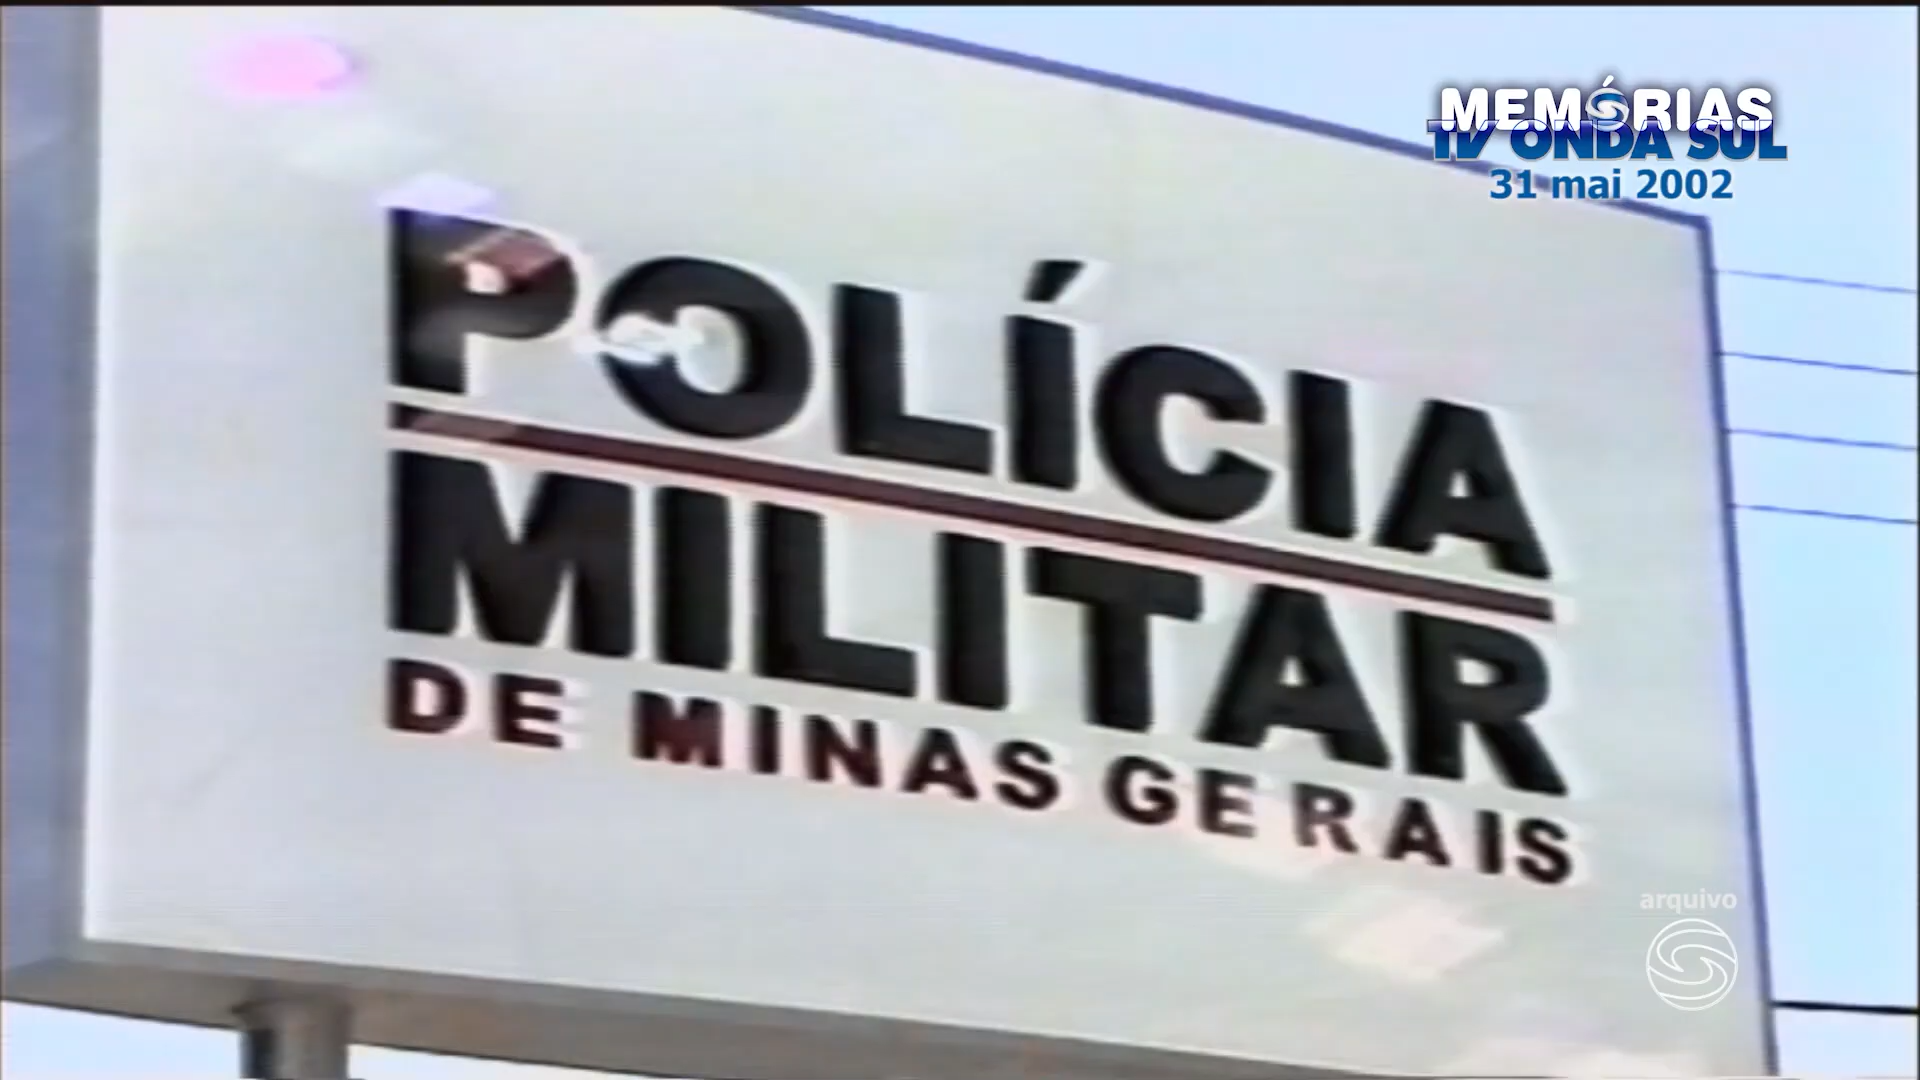 MEMÓRIAS
TV ONDA SUL
31 mai 2002
POLÍCIA
MILITAR
DE MINAS GERAIS
arquivo